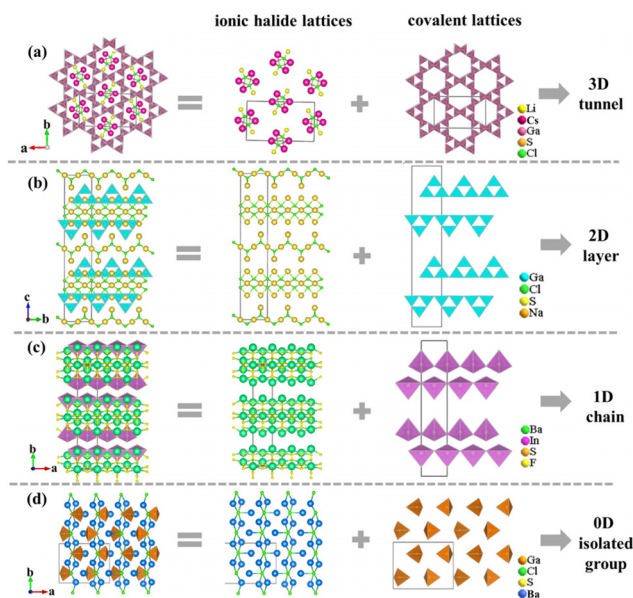 ionic halide lattices
covalent lattices
(a)
b
a
Li
Cs
Ga
S
Cl
3D
tunnel
(b)
c
b
Ga
Cl
S
Na
2D
layer
(c)
b
a
Ba
In
S
F
1D
chain
(d)
b
a
Ga
Cl
S
Ba
0D
isolated
group